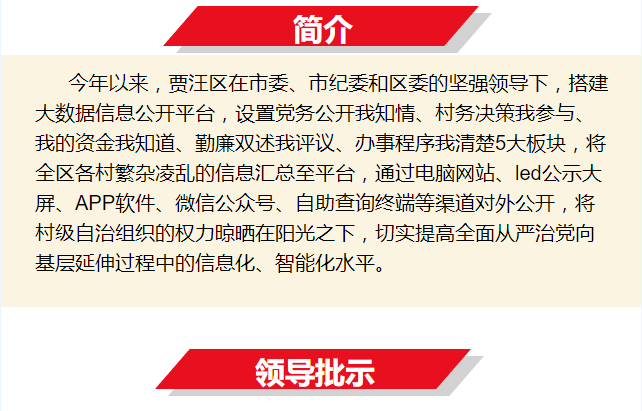 简介
今年以来，贾汪区在市委、市纪委和区委的坚强领导下，搭建
大数据信息公开平台，设置党务公开我知情、村务决策我参与、
我的资金我知道、勤廉双述我评议、办事程序我清楚5大板块，将
全区各村繁杂凌乱的信息汇总至平台，通过电脑网站、led公示大
屏、APP软件、微信公众号、自助查询终端等渠道对外公开，将
村级自治组织的权力晾晒在阳光之下，切实提高全面从严治党向
基层延伸过程中的信息化、智能化水平。
领导批示